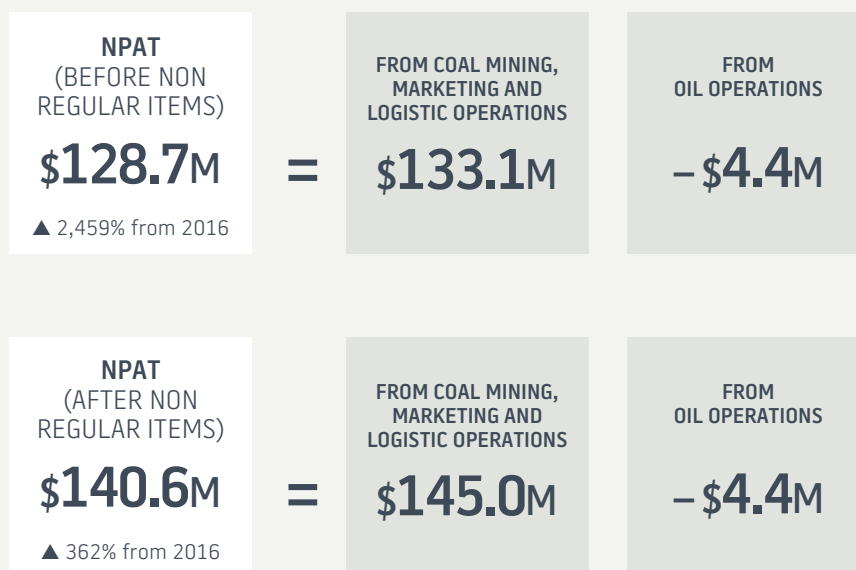 NPAT
(BEFORE NON
REGULAR ITEMS)
$128.7M
▲ 2,459% from 2016
=
FROM COAL MINING,
MARKETING AND
LOGISTIC OPERATIONS
$133.1M
FROM
OIL OPERATIONS
– $4.4M
NPAT
(AFTER NON
REGULAR ITEMS)
$140.6M
▲ 362% from 2016
=
FROM COAL MINING,
MARKETING AND
LOGISTIC OPERATIONS
$145.0M
FROM
OIL OPERATIONS
– $4.4M